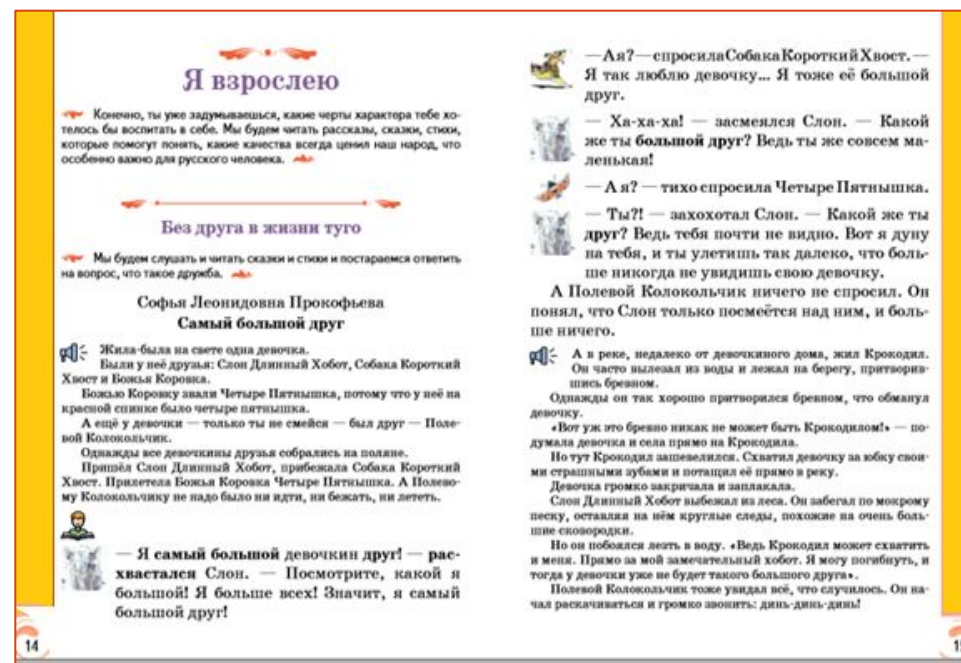 Я взрослею
Конечно, ты уже задумываешься, какие черты характера тебе хо-
телось бы воспитать в себе. Мы будем читать рассказы, сказки, стихи,
которые помогут понять, какие качества всегда ценил наш народ, что
особенно важно для русского человека.
Без друга в жизни туго
Мы будем слушать и читать сказки и стихи и постараемся ответить
на вопрос, что такое дружба.
Софья Леонидовна Прокофьева
Самый большой друг
Жила-была на свете одна девочка.
Были у неё друзья: Слон Длинный Хобот, Собака Короткий
Хвост и Божья Коровка.
Божью Коровку звали Четыре Пятнышка, потому что у неё на
красной спинке было четыре пятнышка.
А ещё у девочки — только ты не смейся — был друг — Поле-
вой Колокольчик.
Однажды все девочкины друзья собрались на поляне.
Пришёл Слон Длинный Хобот, прибежала Собака Короткий
Хвост. Прилетела Божья Коровка Четыре Пятнышка. А Полево-
му Колокольчику не надо было ни идти, ни бежать, ни лететь.
— Я самый большой девочкин друг! — рас-
хвастался Слон. — Посмотрите, какой я
большой! Я больше всех! Значит, я самый
большой друг!
14
— А я? — спросила Собака Короткий Хвост. —
Я так люблю девочку... Я тоже её большой
друг.
— Ха-ха-ха! — засмеялся Слон. — Какой
же ты большой друг? Ведь ты же совсем ма-
ленькая!
— А я? — тихо спросила Четыре Пятнышка.
— Ты?! — захохотал Слон. — Какой же ты
друг? Ведь тебя почти не видно. Вот я дуну
на тебя, и ты улетишь так далеко, что боль-
ше никогда не увидишь свою девочку.
А Полевой Колокольчик ничего не спросил. Он
понял, что Слон только посмеётся над ним, и боль-
ше ничего.
А в реке, недалеко от девочкиного дома, жил Крокодил.
Он часто вылезал из воды и лежал на берегу, притворив-
шись бревном.
Однажды он так хорошо притворился бревном, что обманул
девочку.
«Вот уж это бревно никак не может быть Крокодилом!» — по-
думала девочка и села прямо на Крокодила.
Но тут Крокодил зашевелился. Схватил девочку за юбку свои-
ми страшными зубами и потащил её прямо в реку.
Девочка громко закричала и заплакала.
Слон Длинный Хобот выбежал из леса. Он забегал по мокрому
песку, оставляя на нём круглые следы, похожие на очень боль-
шие сковородки.
Но он побоялся лезть в воду. «Ведь Крокодил может схватить
и меня. Прямо за мой замечательный хобот. Я могу погибнуть, и
тогда у девочки уже не будет такого большого друга».
Полевой Колокольчик тоже увидал всё, что случилось. Он на-
чал раскачиваться и громко звонить: динь-динь-динь!